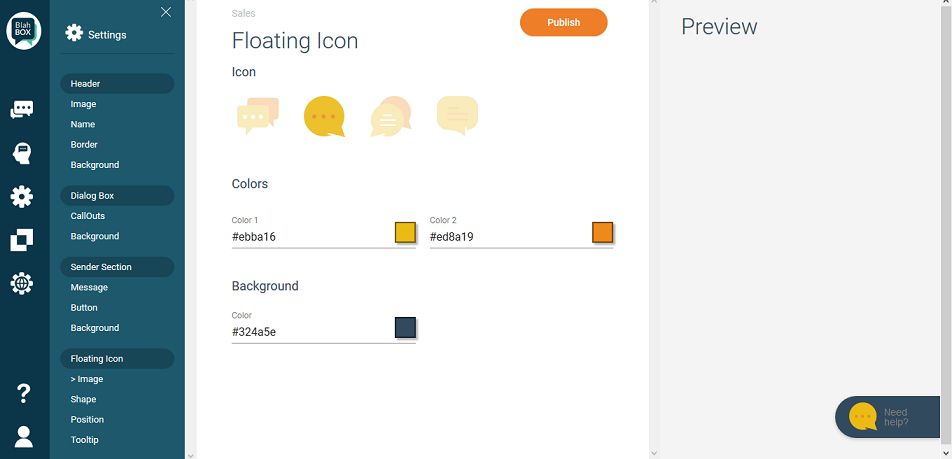 Blah
BOX
Settings
Header
Image
Name
Border
Background
Dialog Box
CallOuts
Background
Sender Section
Message
Button
Background
Floating Icon
> Image
Shape
Position
Tooltip
?
Sales
Publish
Floating Icon
Icon
Colors
Color 1
#ebba16
Color 2
#ed8a19
Background
Color
#324a5e
Preview
Need
help?